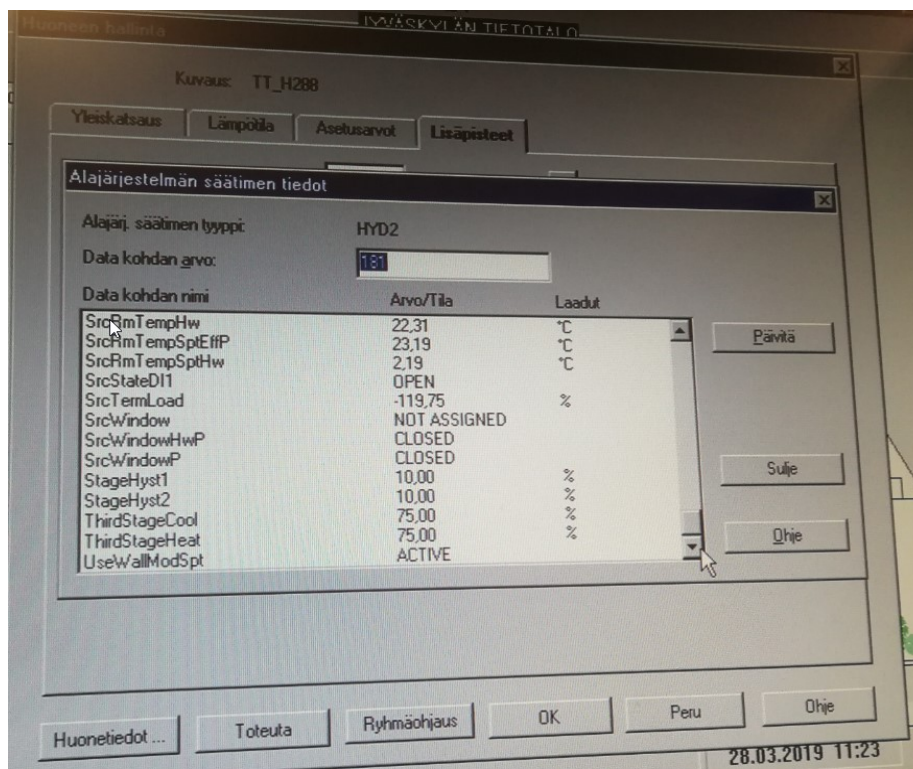 JYVÄSKYLÄN TIETOTALO
Huoneen hallinta
Kuvaus: TT_H288
Yleiskatsaus Lämpötila Asetusarvot Lisäpisteet
Alajärjestelmän säätimen tiedot
Alajärj. säätimen tyyppi: HYD2
Data kohdan arvo: 181
Data kohdan nimi Arvo/Tila Laadut
SrcRmTempHw 22,31 °C
SrcRmTempSptEffP 23,19 °C
SrcRmTempSptHw 2,19 °C
SrcStateDI1 OPEN
SrcTermLoad -119,75 %
SrcWindow NOT ASSIGNED
SrcWindowHwP CLOSED
SrcWindowP CLOSED
StageHyst1 10,00 %
StageHyst2 10,00 %
ThirdStageCool 75,00 %
ThirdStageHeat 75,00 %
UseWallModSpt ACTIVE
Päivitä
Sulje
Ohje
Huonetiedot ... Toteuta Ryhmäohjaus OK Peru Ohje
28.03.2019 11:23